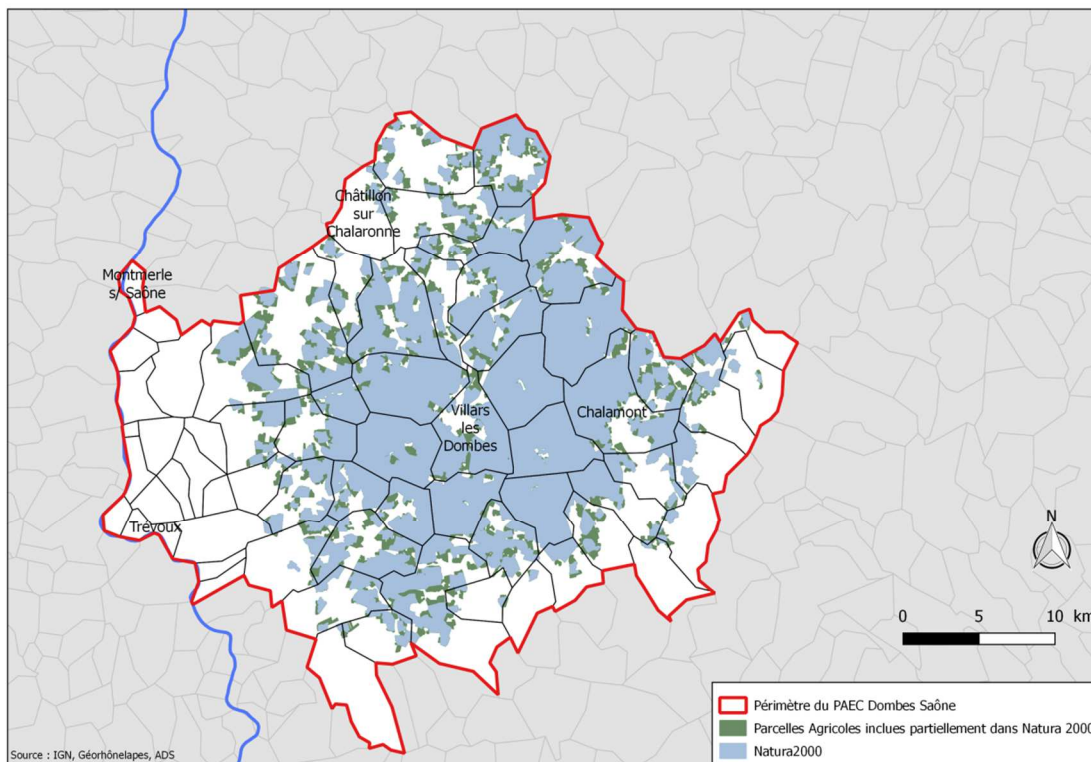 Châtillon
sur
Chalaronne
Montmerle
s/ Saône
Villars
les
Dombes
Chalamont
Trévoux
N
0 5 10 km
Périmètre du PAEC Dombes Saône
Parcelles Agricoles inclues partiellement dans Natura 2000
Natura2000
Source : IGN, Géorhônelapes, ADS